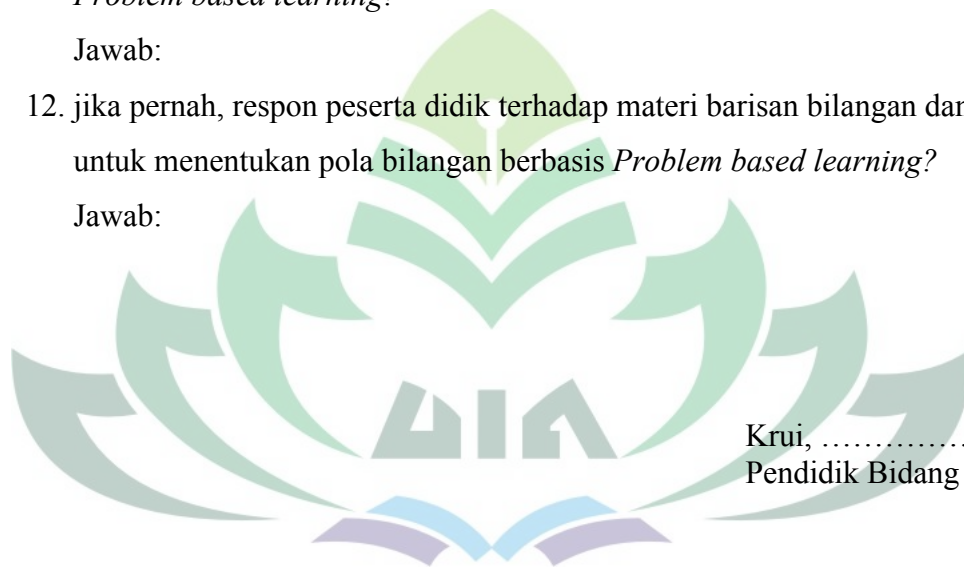 Problem based learning?
Jawab:
12. jika pernah, respon peserta didik terhadap materi barisan bilangan dan
untuk menentukan pola bilangan berbasis Problem based learning?
Jawab:
UIN
Krui, ……………
Pendidik Bidang